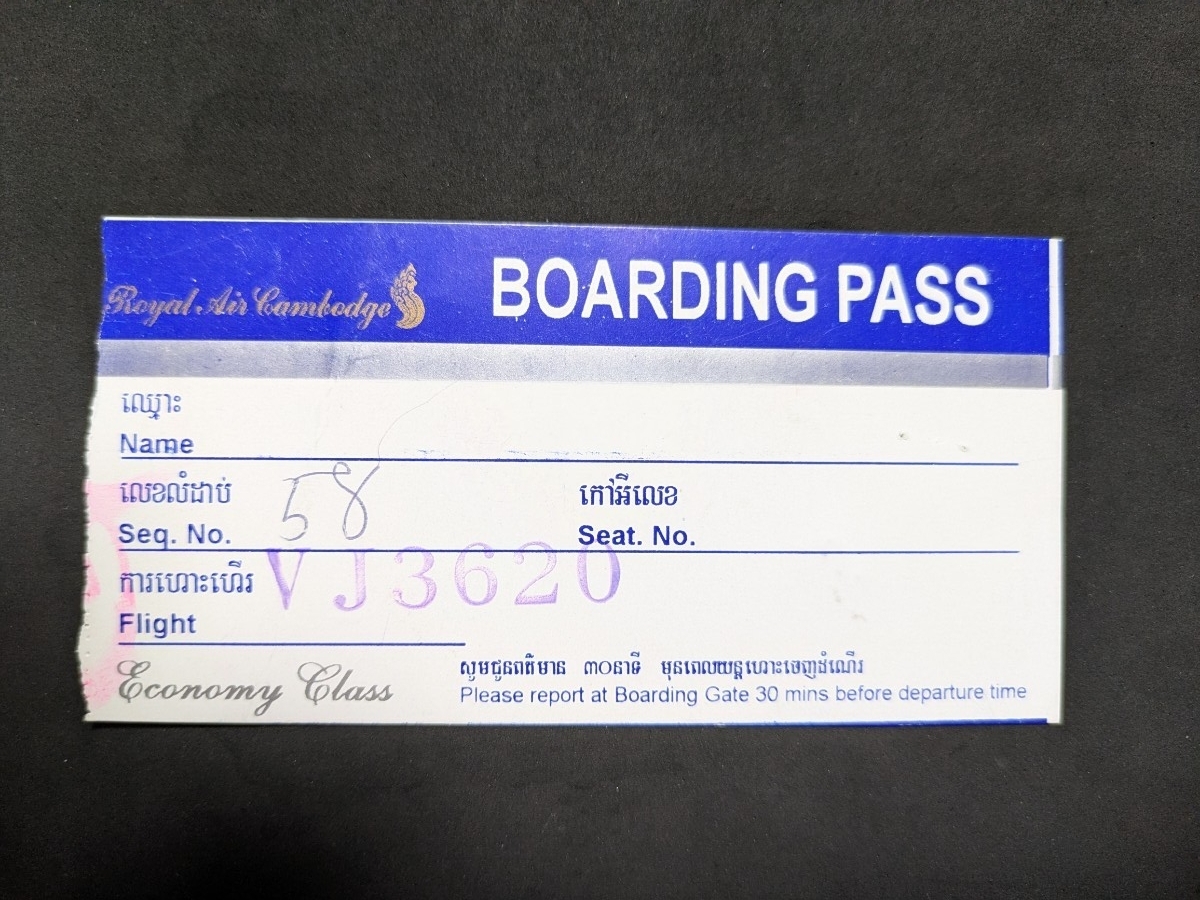 Royal Air Cambodge
BOARDING PASS
ឈ្មោះ
Name
លេខលំដាប់ 58 កៅអីលេខ
Seq. No. Seat. No.
ការហោះហើរ VJ3620
Flight
Economy Class
សូមជូនពត៌មាន ៣០នាទី មុនពេលយន្តហោះចេញដំណើរ
Please report at Boarding Gate 30 mins before departure time